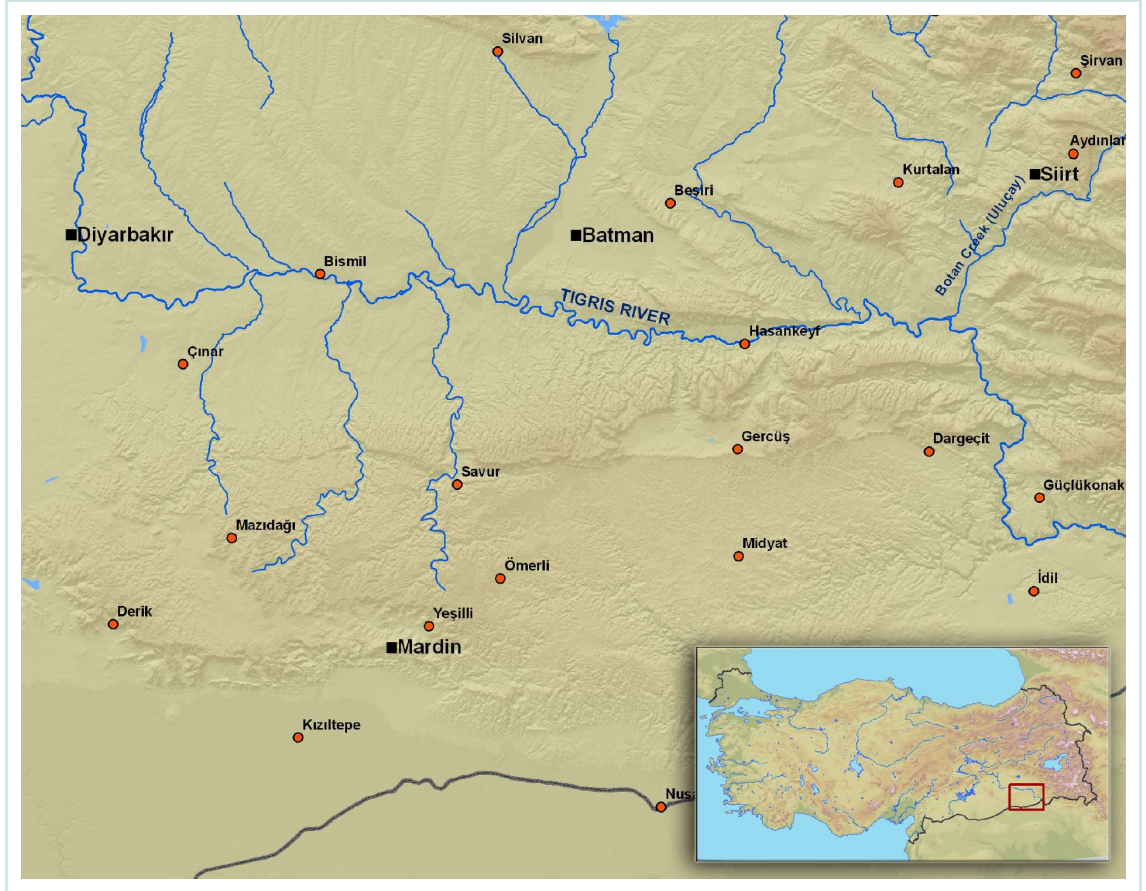 Silvan
Şirvan
Aydınlar
Kurtalan
Siirt
Beşiri
Diyarbakır
Batman
Botan Creek (Uluçay)
Bismil
TIGRIS RIVER
Hasankeyf
Çınar
Gercüş
Dargeçit
Savur
Güçlükonak
Mazıdağı
Midyat
Ömerli
İdil
Derik
Yeşilli
Mardin
Kızıltepe
Nusa